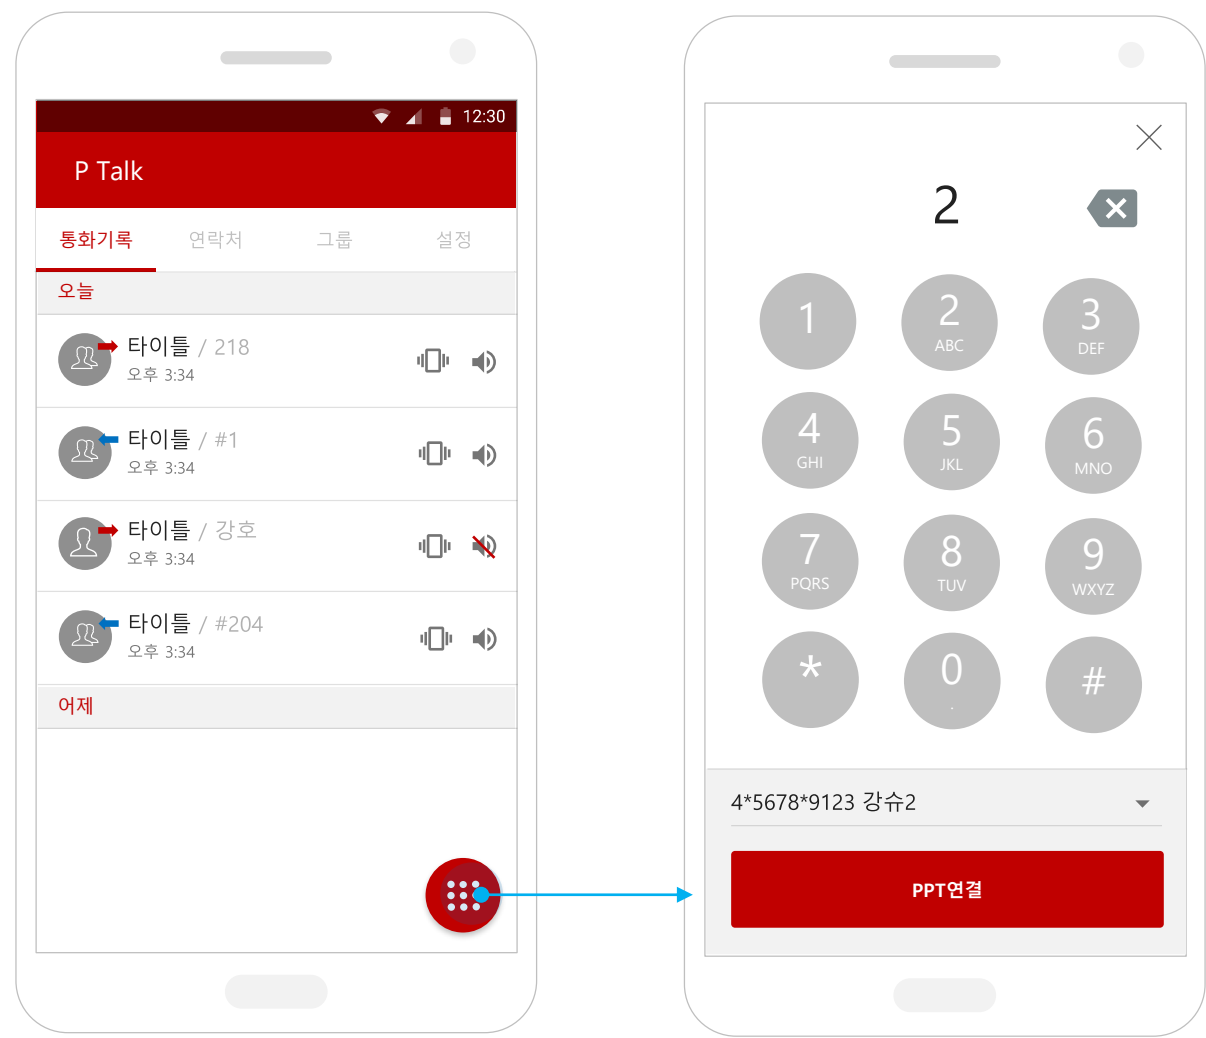 12:30
P Talk
통화기록 연락처 그룹 설정
오늘
타이틀 / 218
오후 3:34
타이틀 / #1
오후 3:34
타이틀 / 강호
오후 3:34
타이틀 / #204
오후 3:34
어제
2
1 2 3
ABC DEF
4 5 6
GHI JKL MNO
7 8 9
PQRS TUV WXYZ
* 0 #
.
4*5678*9123 강슈2
PPT연결